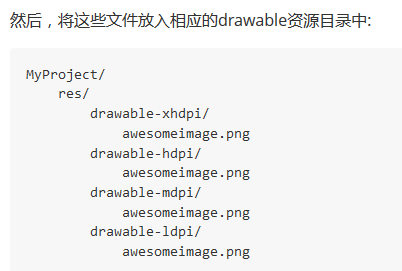 然后，将这些文件放入相应的drawable资源目录中:
MyProject/
res/
drawable-xhdpi/
awesomeimage.png
drawable-hdpi/
awesomeimage.png
drawable-mdpi/
awesomeimage.png
drawable-ldpi/
awesomeimage.png